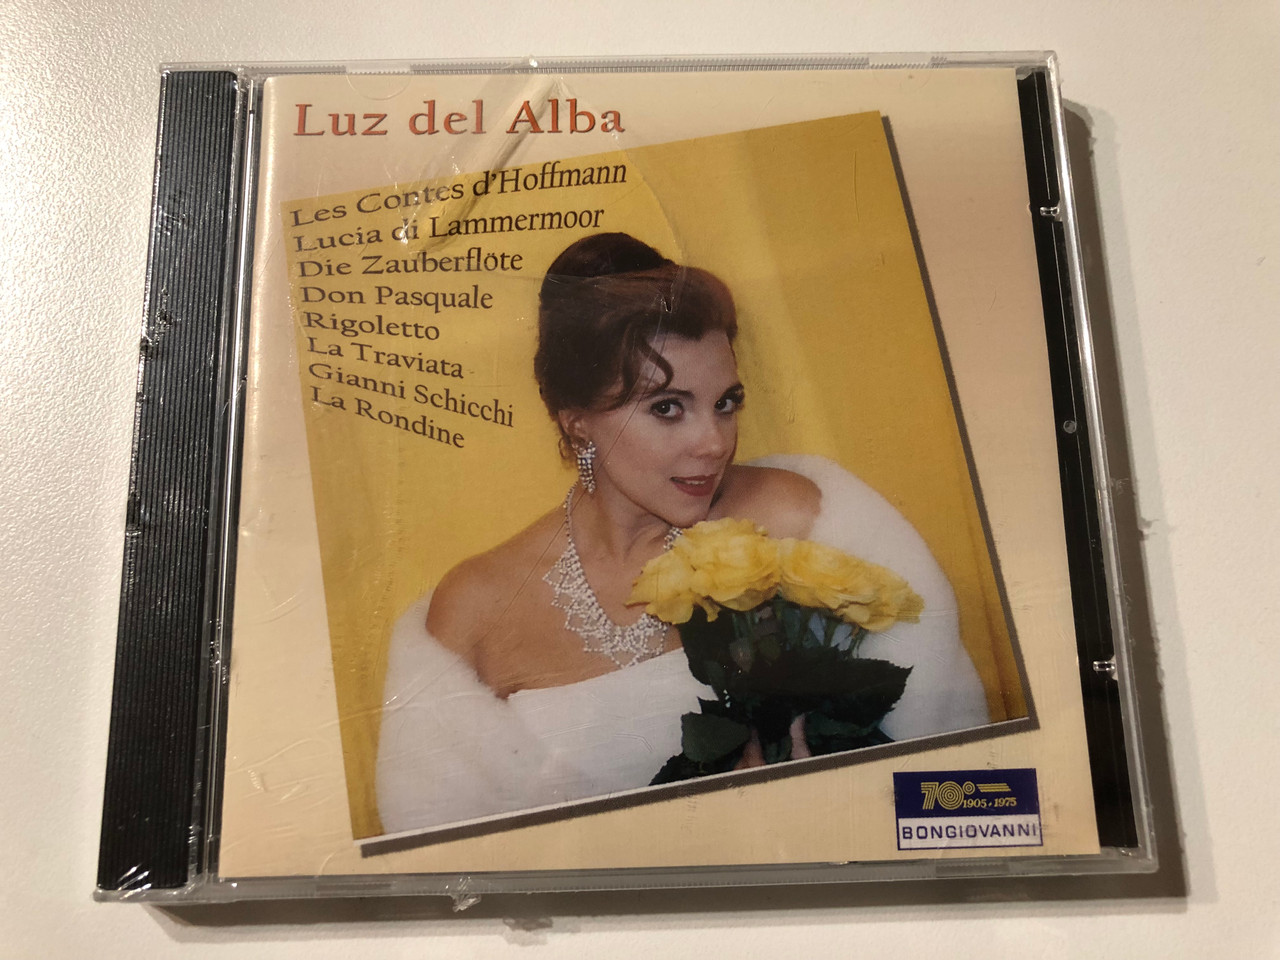 Luz del Alba
Les Contes d'Hoffmann
Lucia di Lammermoor
Die Zauberflöte
Don Pasquale
Rigoletto
La Traviata
Gianni Schicchi
La Rondine
70°
1905 - 1975
BONGIOVANNI